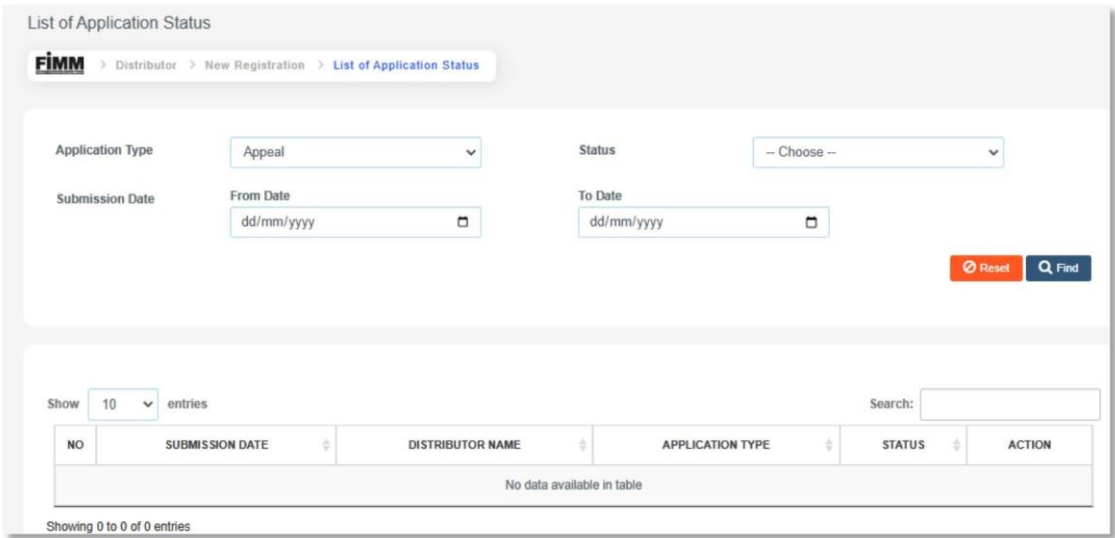 List of Application Status
FiMM > Distributor > New Registration > List of Application Status
Application Type Appeal Status -- Choose --
Submission Date From Date To Date
dd/mm/yyyy dd/mm/yyyy
Reset Find
Show 10 entries Search:
NO SUBMISSION DATE DISTRIBUTOR NAME APPLICATION TYPE STATUS ACTION
No data available in table
Showing 0 to 0 of 0 entries